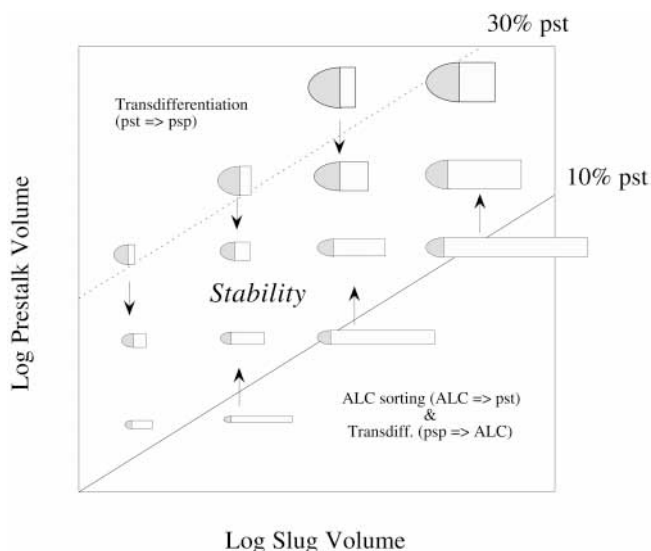 30% pst
Transdifferentiation
(pst => psp)
10% pst
Log Prestalk Volume
Stability
ALC sorting (ALC => pst)
&
Transdiff. (psp => ALC)
Log Slug Volume